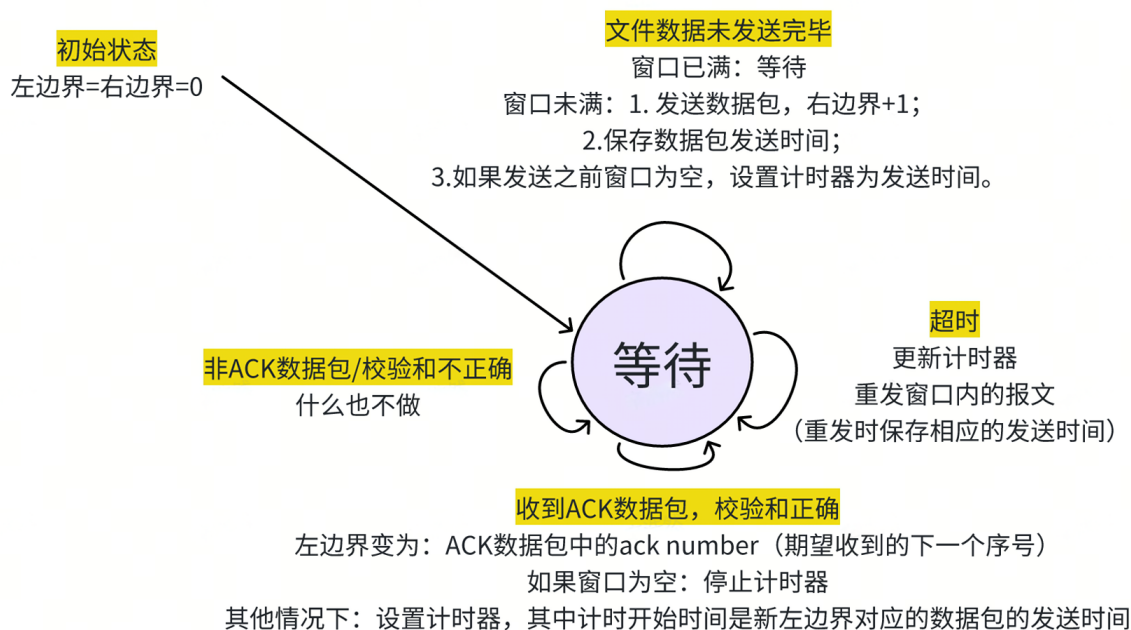 初始状态
左边界=右边界=0
文件数据未发送完毕
窗口已满：等待
窗口未满：1. 发送数据包，右边界+1；
2.保存数据包发送时间；
3.如果发送之前窗口为空，设置计时器为发送时间。
等待
超时
更新计时器
重发窗口内的报文
（重发时保存相应的发送时间）
非ACK数据包/校验和不正确
什么也不做
收到ACK数据包，校验和正确
左边界变为：ACK数据包中的ack number（期望收到的下一个序号）
如果窗口为空：停止计时器
其他情况下：设置计时器，其中计时开始时间是新左边界对应的数据包的发送时间